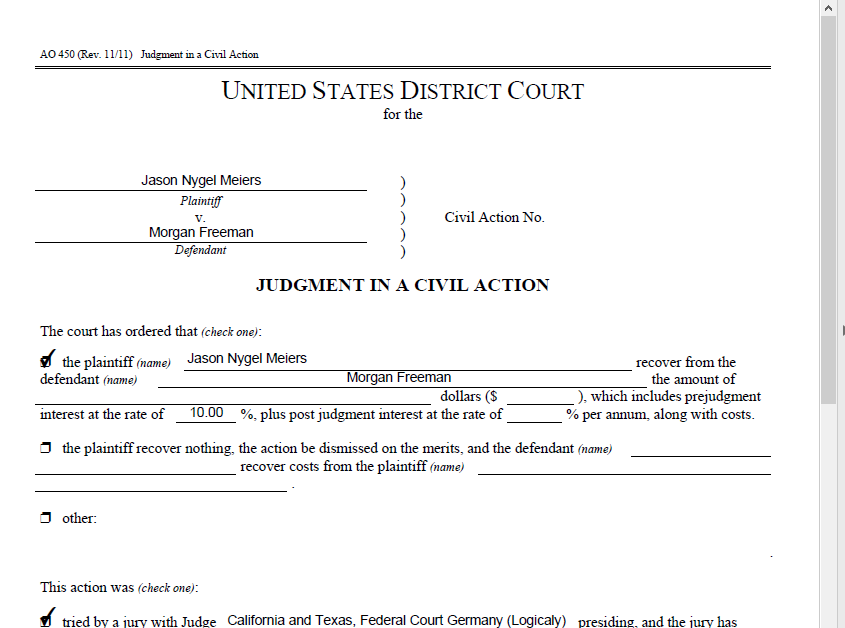 AO 450 (Rev. 11/11) Judgment in a Civil Action
UNITED STATES DISTRICT COURT
for the
Jason Nygel Meiers )
Plaintiff )
v. ) Civil Action No.
Morgan Freeman )
Defendant )
JUDGMENT IN A CIVIL ACTION
The court has ordered that (check one):
the plaintiff (name) Jason Nygel Meiers recover from the
defendant (name) Morgan Freeman the amount of
dollars ($ ), which includes prejudgment
interest at the rate of 10.00 %, plus post judgment interest at the rate of % per annum, along with costs.
the plaintiff recover nothing, the action be dismissed on the merits, and the defendant (name)
recover costs from the plaintiff (name)
.
other:
.
This action was (check one):
tried by a jury with Judge California and Texas, Federal Court Germany (Logicaly) presiding, and the jury has